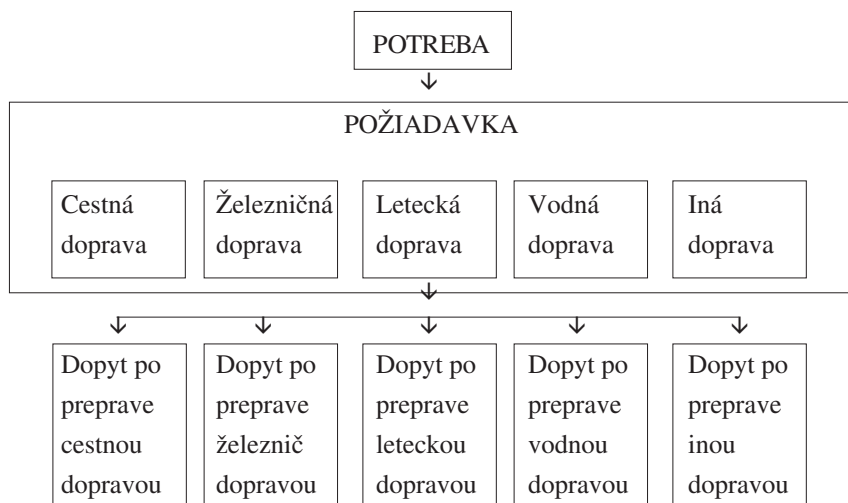 POTREBA
POŽIADAVKA
Cestná
doprava
Železničná
doprava
Letecká
doprava
Vodná
doprava
Iná
doprava
Dopyt po
preprave
cestnou
dopravou
Dopyt po
preprave
železnič
dopravou
Dopyt po
preprave
leteckou
dopravou
Dopyt po
preprave
vodnou
dopravou
Dopyt po
preprave
inou
dopravou